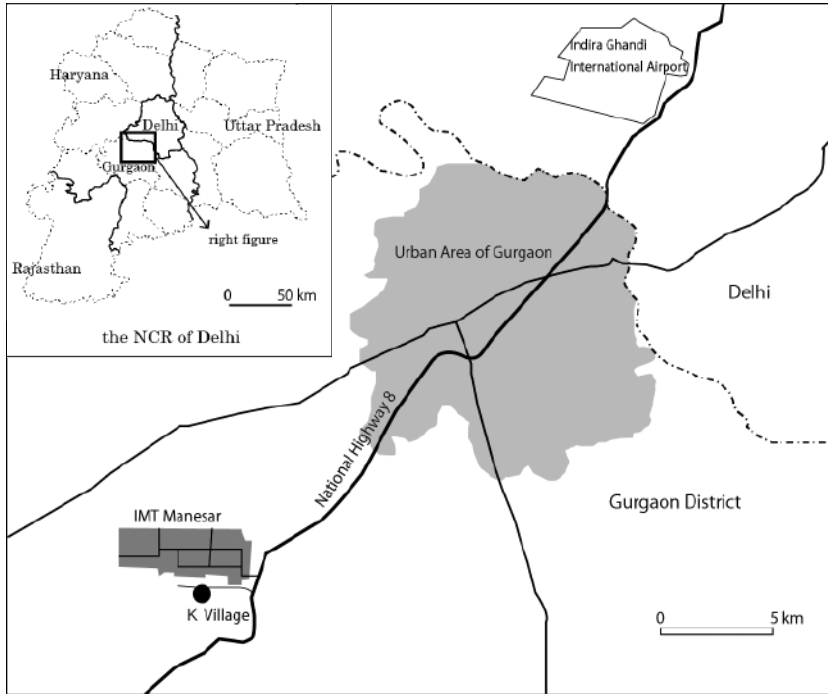 Haryana
Delhi
Uttar Pradesh
Gurgaon
right figure
Rajasthan
0 50 km
the NCR of Delhi
Indira Ghandi
International Airport
Urban Area of Gurgaon
Delhi
National Highway 8
Gurgaon District
IMT Manesar
K Village
0 5 km